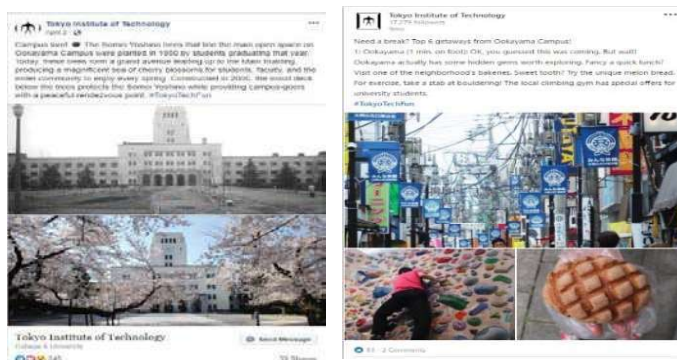 Tokyo Institute of Technology
April 2
Campus then! The Somei Yoshino trees that line the main open space on
Ookayama Campus were planted in 1950 by students graduating that year.
Today, these trees form a grand avenue leading up to the Main Building,
producing a magnificent sea of cherry blossoms for students, faculty, and the
wider community to enjoy every spring. Constructed in 2006, the wood deck
below the trees protects the Somei Yoshino while providing campus-goers
with a peaceful rendezvous point. #TokyoTechFun
Tokyo Institute of Technology
College & University
Send Message
Tokyo Institute of Technology
17,279 followers
Need a break? Top 6 getaways from Ookayama Campus!
1: Ookayama (1 min. on foot) OK, you guessed this was coming. But wait!
Ookayama actually has some hidden gems worth exploring. Fancy a quick lunch?
Visit one of the neighborhood's bakeries. Sweet tooth? Try the unique melon bread.
For exercise, take a stab at bouldering! The local climbing gym has special offers for
university students.
#TokyoTechFun
2 Comments